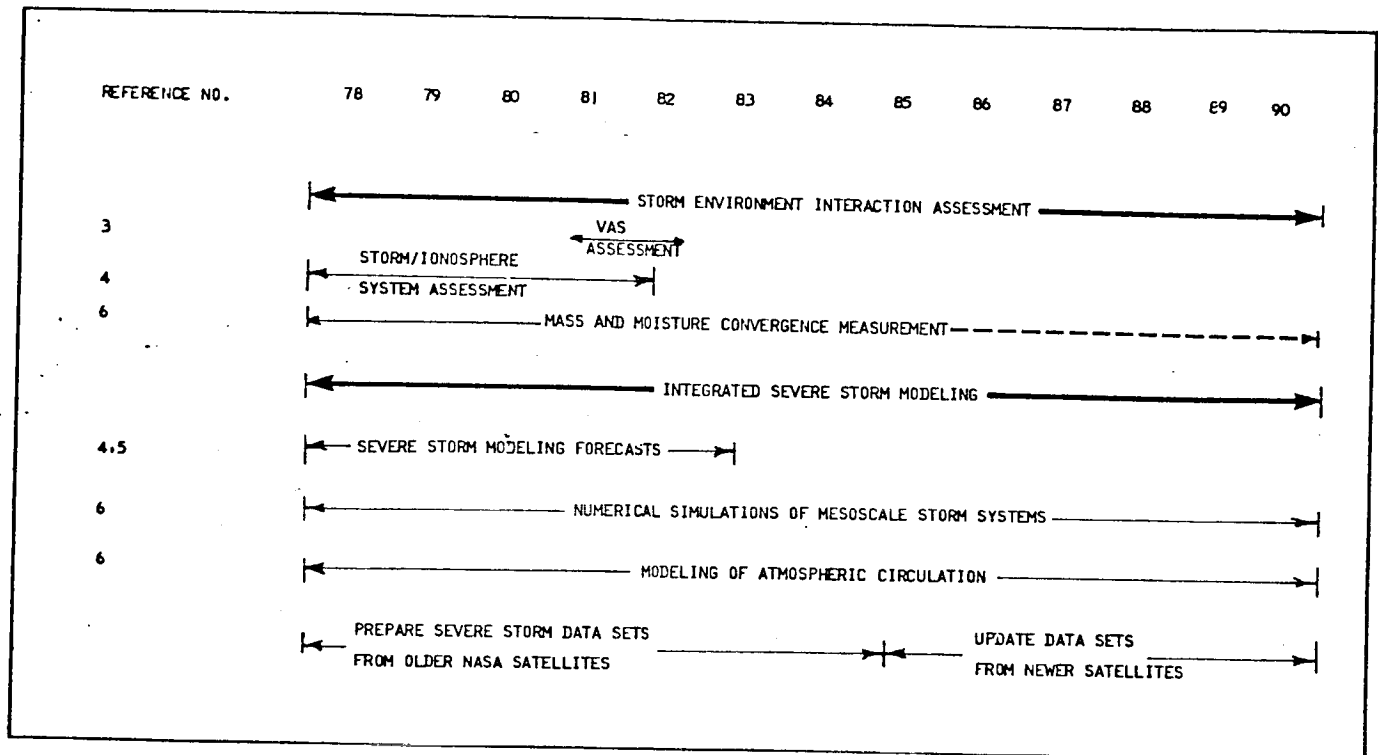 REFERENCE NO. 78 79 80 81 82 83 84 85 86 87 88 89 90
STORM ENVIRONMENT INTERACTION ASSESSMENT
3 VAS
ASSESSMENT
STORM/IONOSPHERE
4
SYSTEM ASSESSMENT
6 MASS AND MOISTURE CONVERGENCE MEASUREMENT
INTEGRATED SEVERE STORM MODELING
4,5 SEVERE STORM MODELING FORECASTS
6 NUMERICAL SIMULATIONS OF MESOSCALE STORM SYSTEMS
6 MODELING OF ATMOSPHERIC CIRCULATION
PREPARE SEVERE STORM DATA SETS
FROM OLDER NASA SATELLITES
UPDATE DATA SETS
FROM NEWER SATELLITES